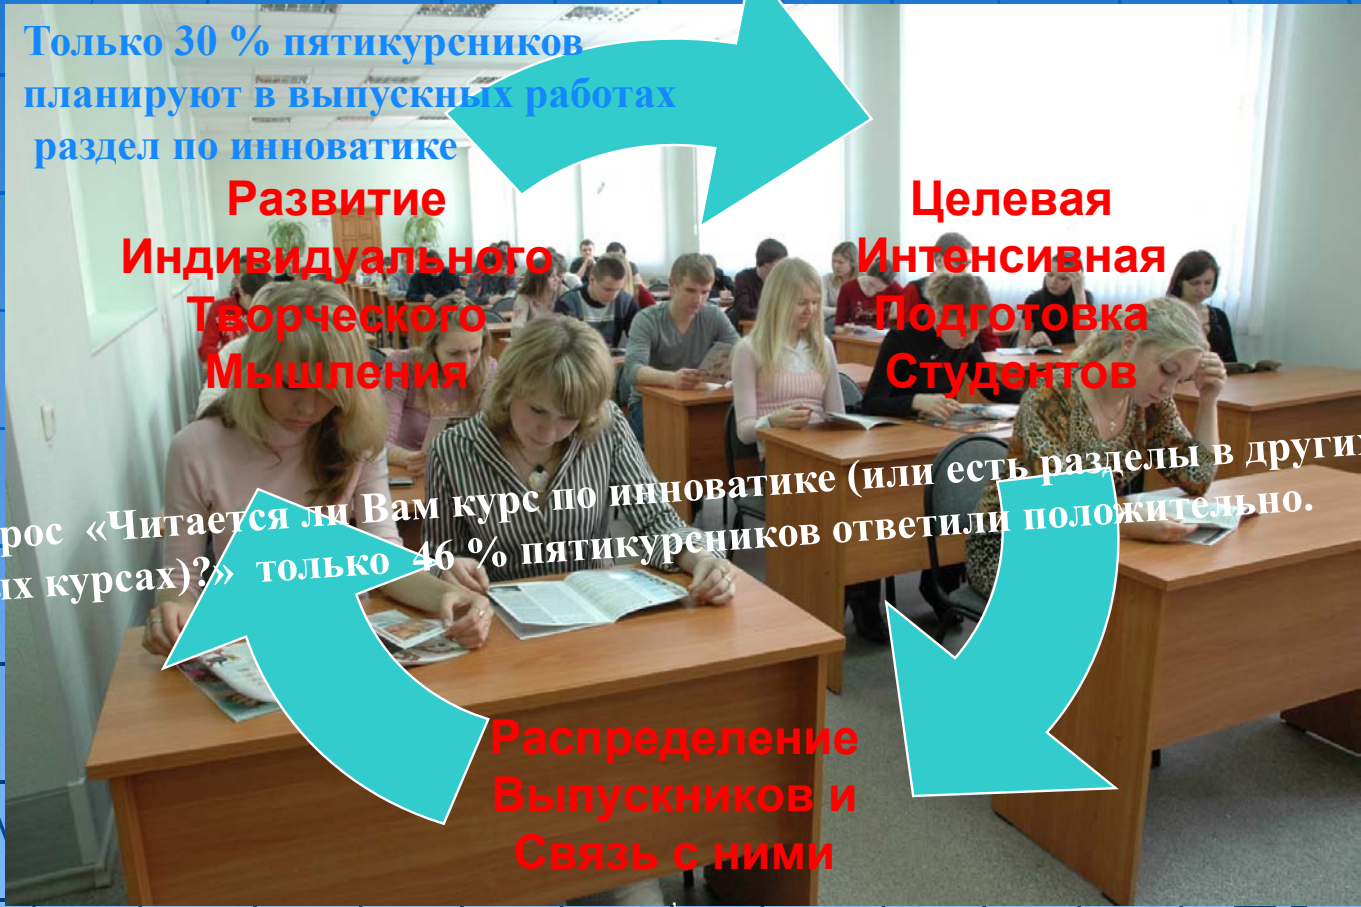 Только 30 % пятикурсников
планируют в выпускных работах
раздел по инноватике
Развитие
Индивидуального
Творческого
Мышления
Целевая
Интенсивная
Подготовка
Студентов
«Читается ли Вам курс по инноватике (или есть разделы в других
курсах)?» только 46 % пятикурсников ответили положительно.
Распределение
Выпускников и
Связь с ними